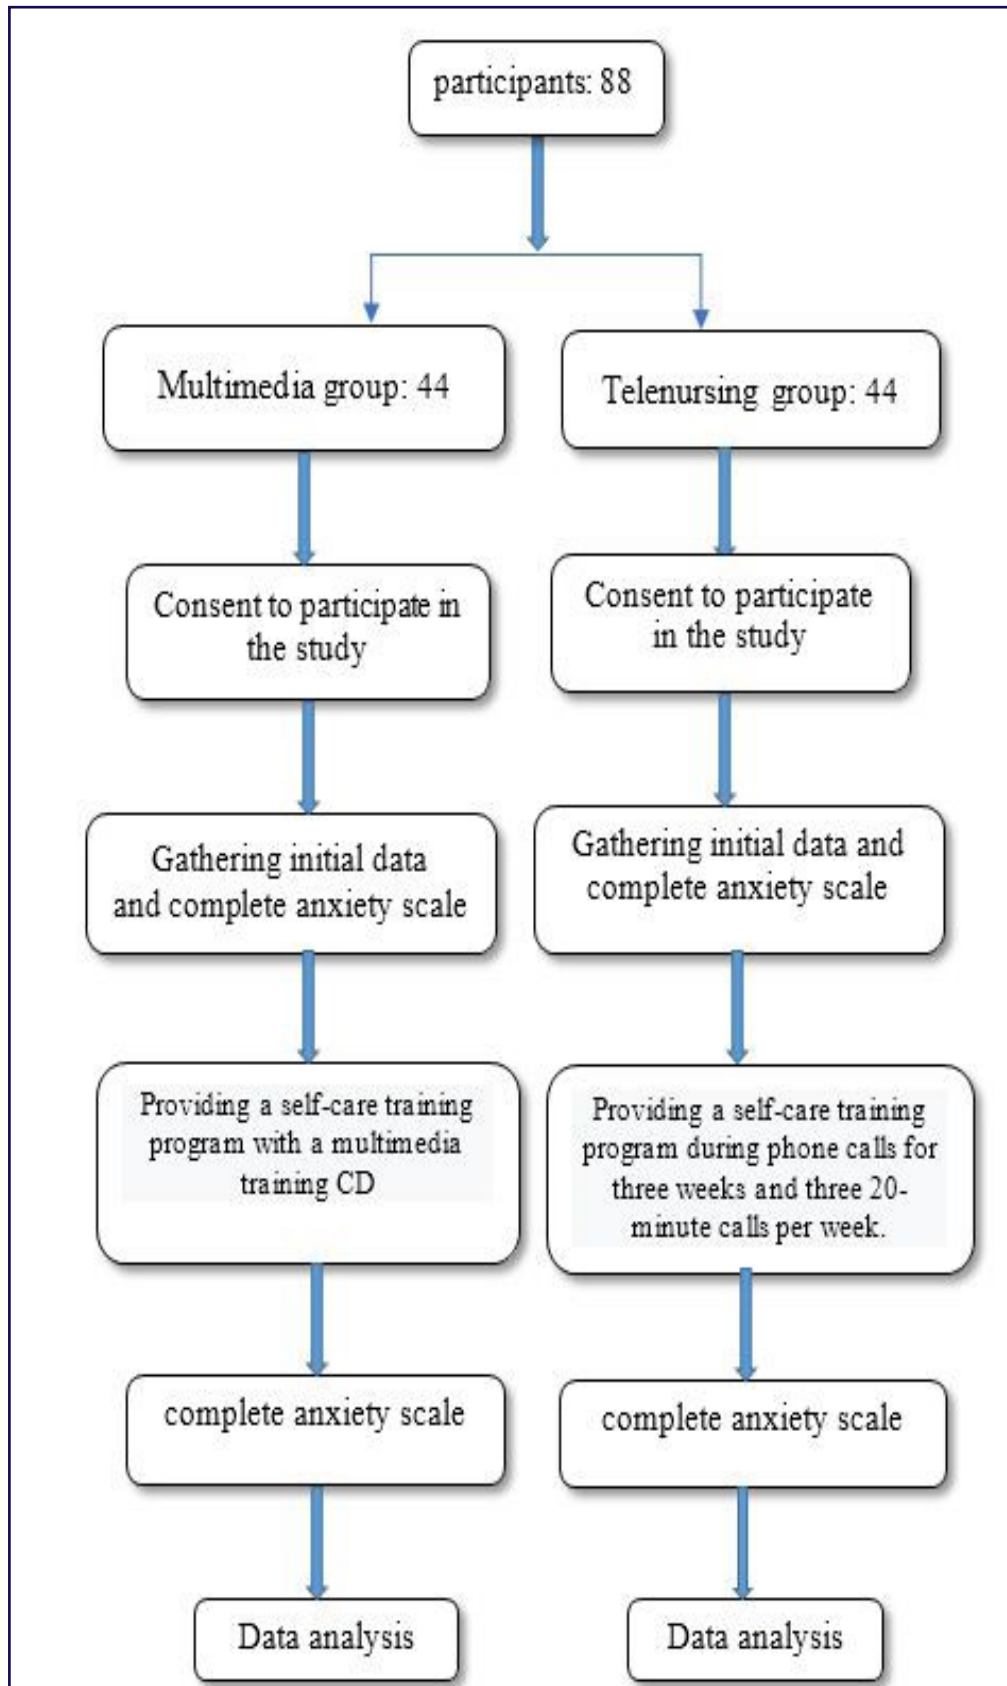 participants: 88
Multimedia group: 44
Telenursing group: 44
Consent to participate in
the study
Consent to participate
in the study
Gathering initial data
and complete anxiety scale
Gathering initial data and
complete anxiety scale
Providing a self-care training
program with a multimedia
training CD
Providing a self-care training
program during phone calls for
three weeks and three 20-
minute calls per week.
complete anxiety scale
complete anxiety scale
Data analysis
Data analysis